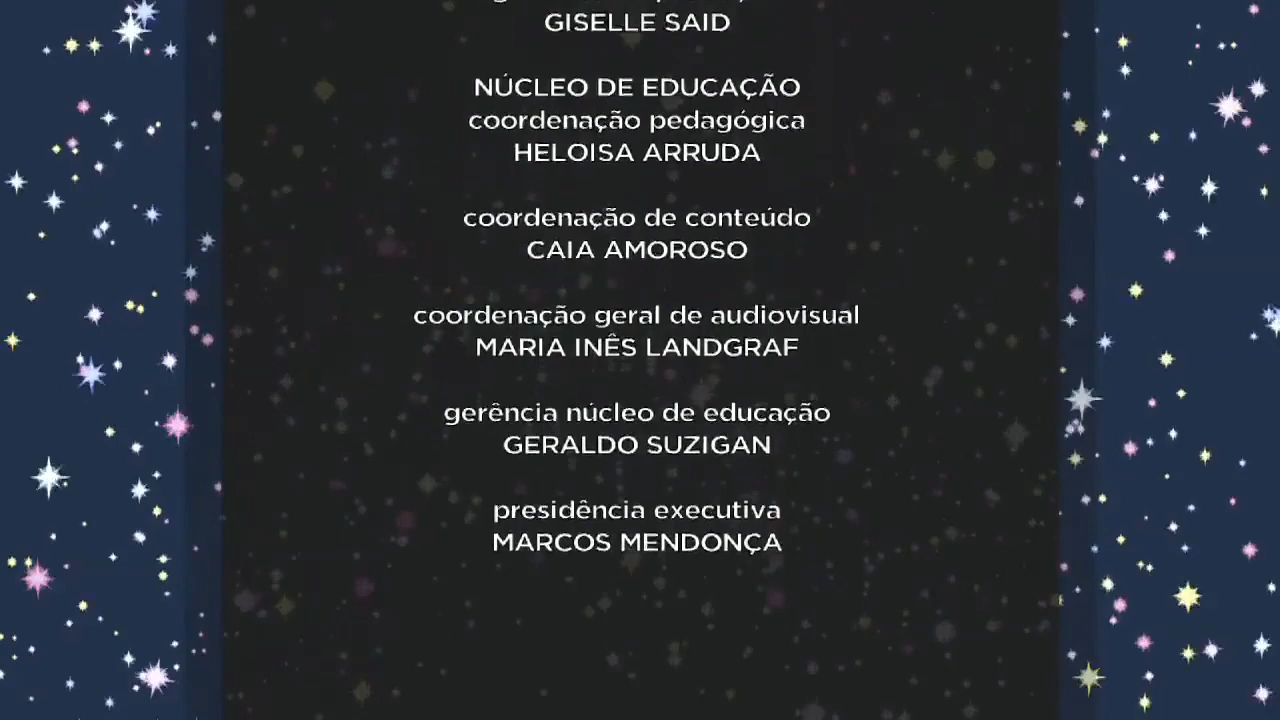 GISELLE SAID
NÚCLEO DE EDUCAÇÃO
coordenação pedagógica
HELOISA ARRUDA
coordenação de conteúdo
CAIA AMOROSO
coordenação geral de audiovisual
MARIA INÊS LANDGRAF
gerência núcleo de educação
GERALDO SUZIGAN
presidência executiva
MARCOS MENDONÇA